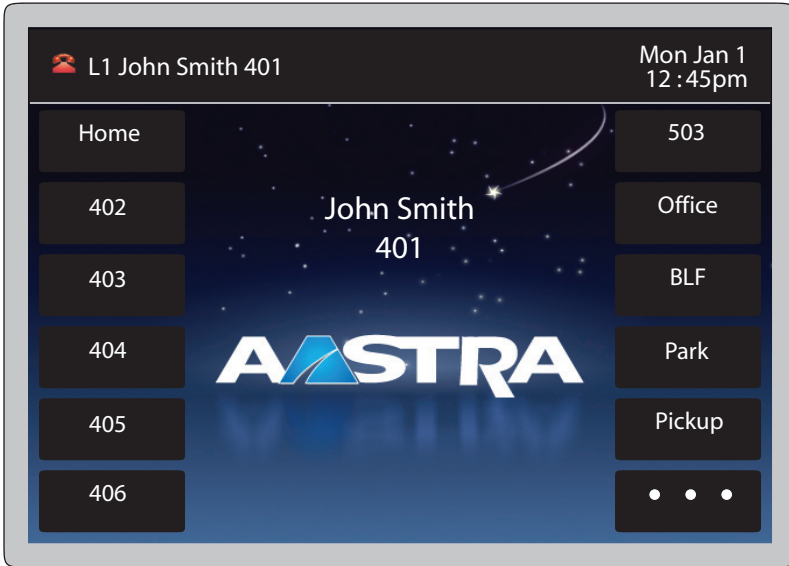 L1 John Smith 401
Mon Jan 1
12 : 45pm
Home
402
403
404
405
406
John Smith
401
AASTRA
503
Office
BLF
Park
Pickup
• • •